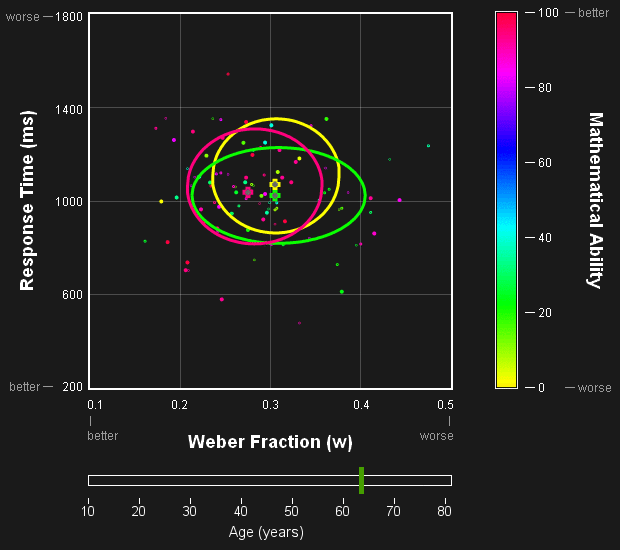 worse
1800
1400
1000
600
better
200
Response Time (ms)
0.1
0.2
0.3
0.4
0.5
better
worse
Weber Fraction (w)
100
better
80
60
40
20
0
worse
Mathematical Ability
10
20
30
40
50
60
70
80
Age (years)